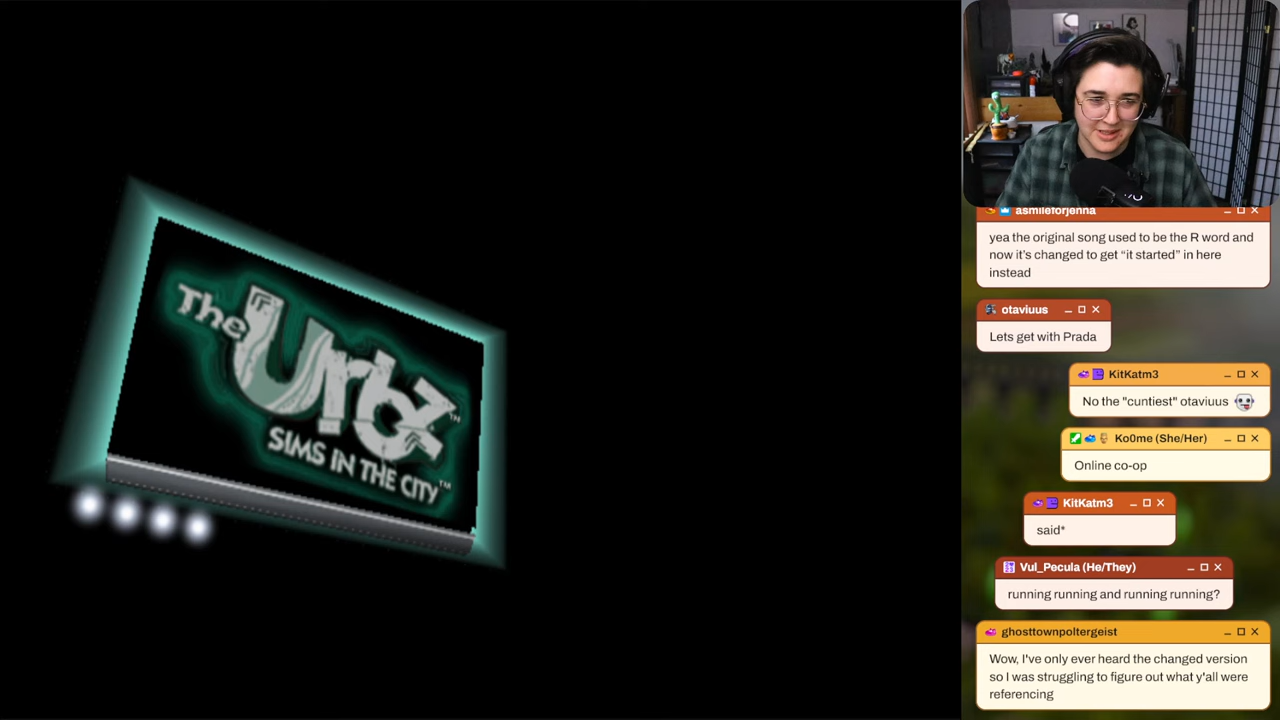 The Urbz™
SIMS IN THE CITY™
asmileforjenna
yea the original song used to be the R word and
now it’s changed to get “it started” in here
instead
otaviuus
Lets get with Prada
KitKatm3
No the "cuntiest" otaviuus
Ko0me (She/Her)
Online co-op
KitKatm3
said*
Vul_Pecula (He/They)
running running and running running?
ghosttownpoltergeist
Wow, I've only ever heard the changed version
so I was struggling to figure out what y'all were
referencing